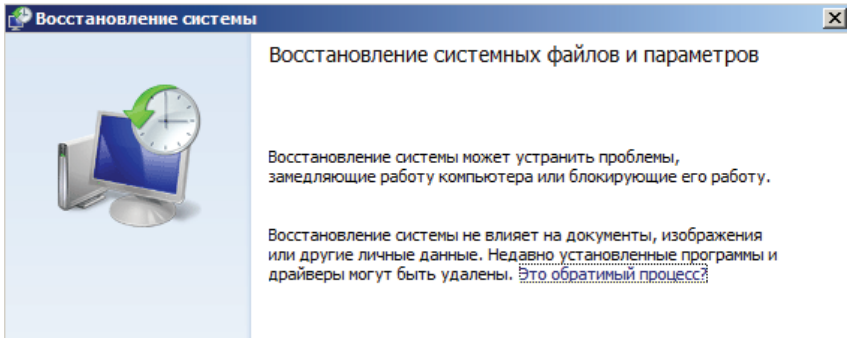 Восстановление системы
Восстановление системных файлов и параметров
Восстановление системы может устранить проблемы,
замедляющие работу компьютера или блокирующие его работу.
Восстановление системы не влияет на документы, изображения
или другие личные данные. Недавно установленные программы и
драйверы могут быть удалены. Это обратимый процесс?